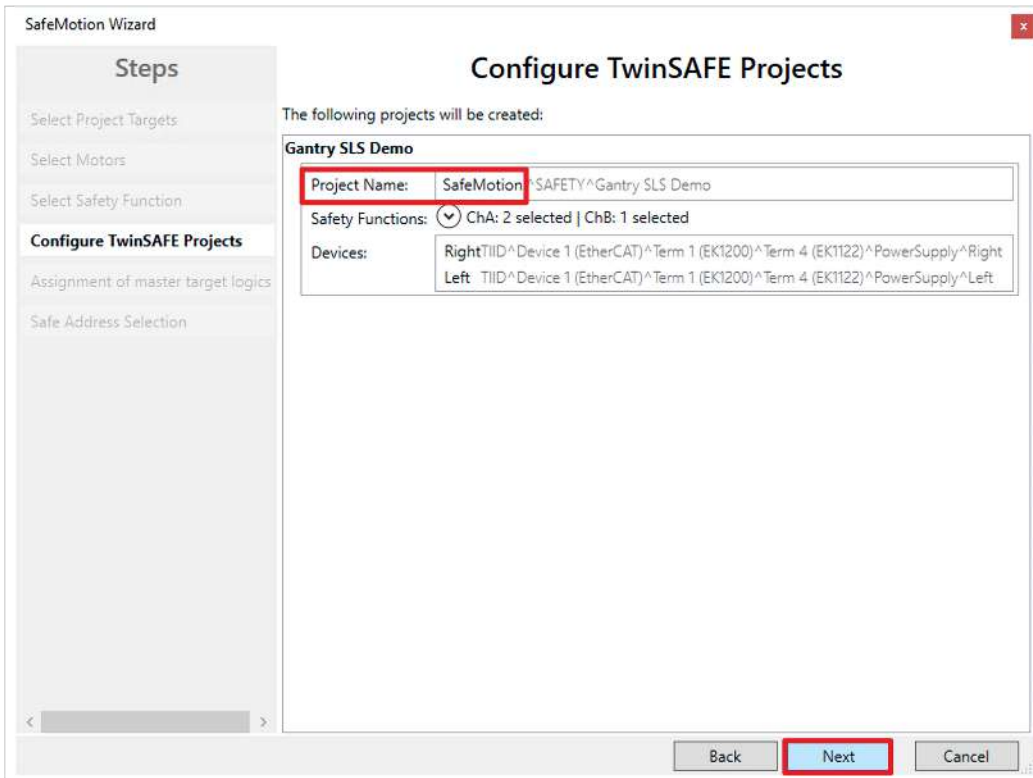 SafeMotion Wizard
x
Steps
Select Project Targets
Select Motors
Select Safety Function
Configure TwinSAFE Projects
Assignment of master target logics
Safe Address Selection
Configure TwinSAFE Projects
The following projects will be created:
Gantry SLS Demo
Project Name: SafeMotion ^SAFETY^Gantry SLS Demo
Safety Functions: ChA: 2 selected | ChB: 1 selected
Devices: Right TIID^Device 1 (EtherCAT)^Term 1 (EK1200)^Term 4 (EK1122)^PowerSupply^Right
Left TIID^Device 1 (EtherCAT)^Term 1 (EK1200)^Term 4 (EK1122)^PowerSupply^Left
Back Next Cancel